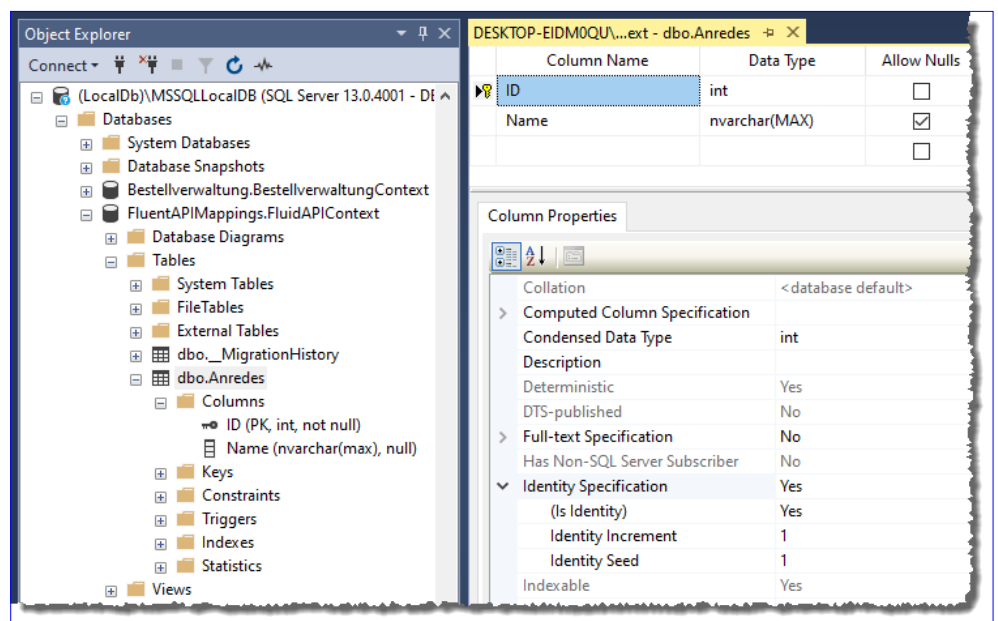 Object Explorer
Connect
(LocalDb)\MSSQLLocalDB (SQL Server 13.0.4001 - DE
Databases
System Databases
Database Snapshots
Bestellverwaltung.BestellverwaltungContext
FluentAPIMappings.FluidAPIContext
Database Diagrams
Tables
System Tables
FileTables
External Tables
dbo.__MigrationHistory
dbo.Anredes
Columns
ID (PK, int, not null)
Name (nvarchar(max), null)
Keys
Constraints
Triggers
Indexes
Statistics
Views
DESKTOP-EIDM0QU\...ext - dbo.Anredes
Column Name Data Type Allow Nulls
ID int
Name nvarchar(MAX)
Column Properties
A
Z
Collation <database default>
Computed Column Specification
Condensed Data Type int
Description
Deterministic Yes
DTS-published No
Full-text Specification No
Has Non-SQL Server Subscriber No
Identity Specification Yes
(Is Identity) Yes
Identity Increment 1
Identity Seed 1
Indexable Yes